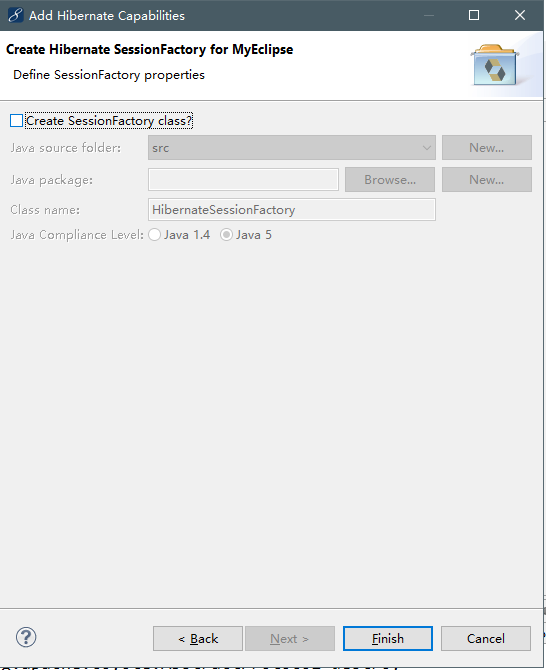 Add Hibernate Capabilities
Create Hibernate SessionFactory for MyEclipse
Define SessionFactory properties
Create SessionFactory class?
Java source folder: src New...
Java package: Browse... New...
Class name: HibernateSessionFactory
Java Compliance Level: Java 1.4 Java 5
? < Back Next > Finish Cancel